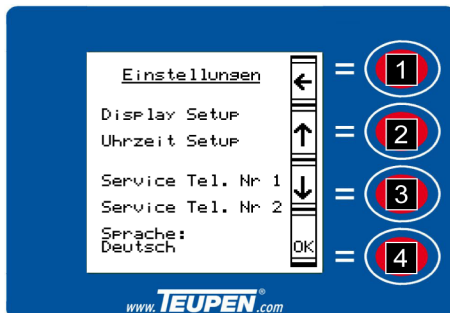 Einstellungen
←
= 1
Display Setup
Uhrzeit Setup
↑
= 2
Service Tel. Nr 1
Service Tel. Nr 2
↓
= 3
Sprache:
Deutsch
OK
= 4
www.TEUPEN®.com